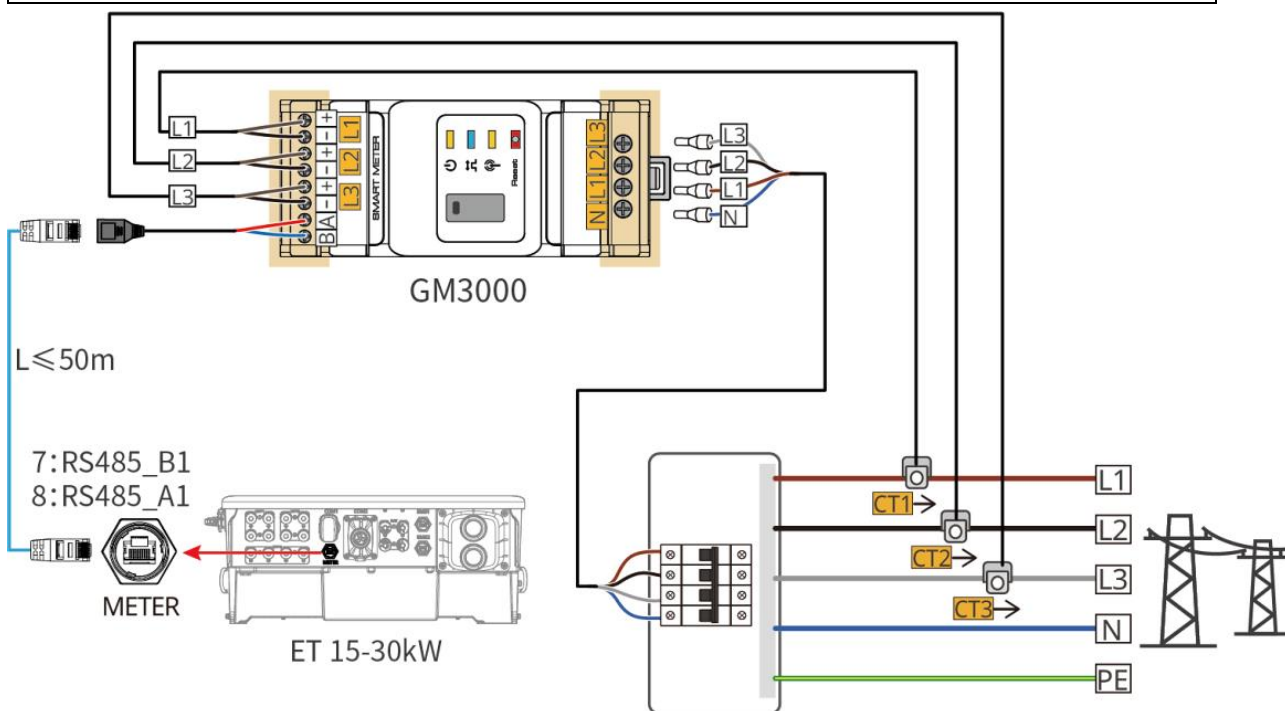 L1
L2
L3
+
-
+
-
+
-
A
B
L1
L2
L3
SMART METER
Reset
L3
L2
L1
N
L3
L2
L1
N
GM3000
L≤50m
7:RS485_B1
8:RS485_A1
METER
METER
ET 15-30kW
CT1
CT2
CT3
L1
L2
L3
N
PE